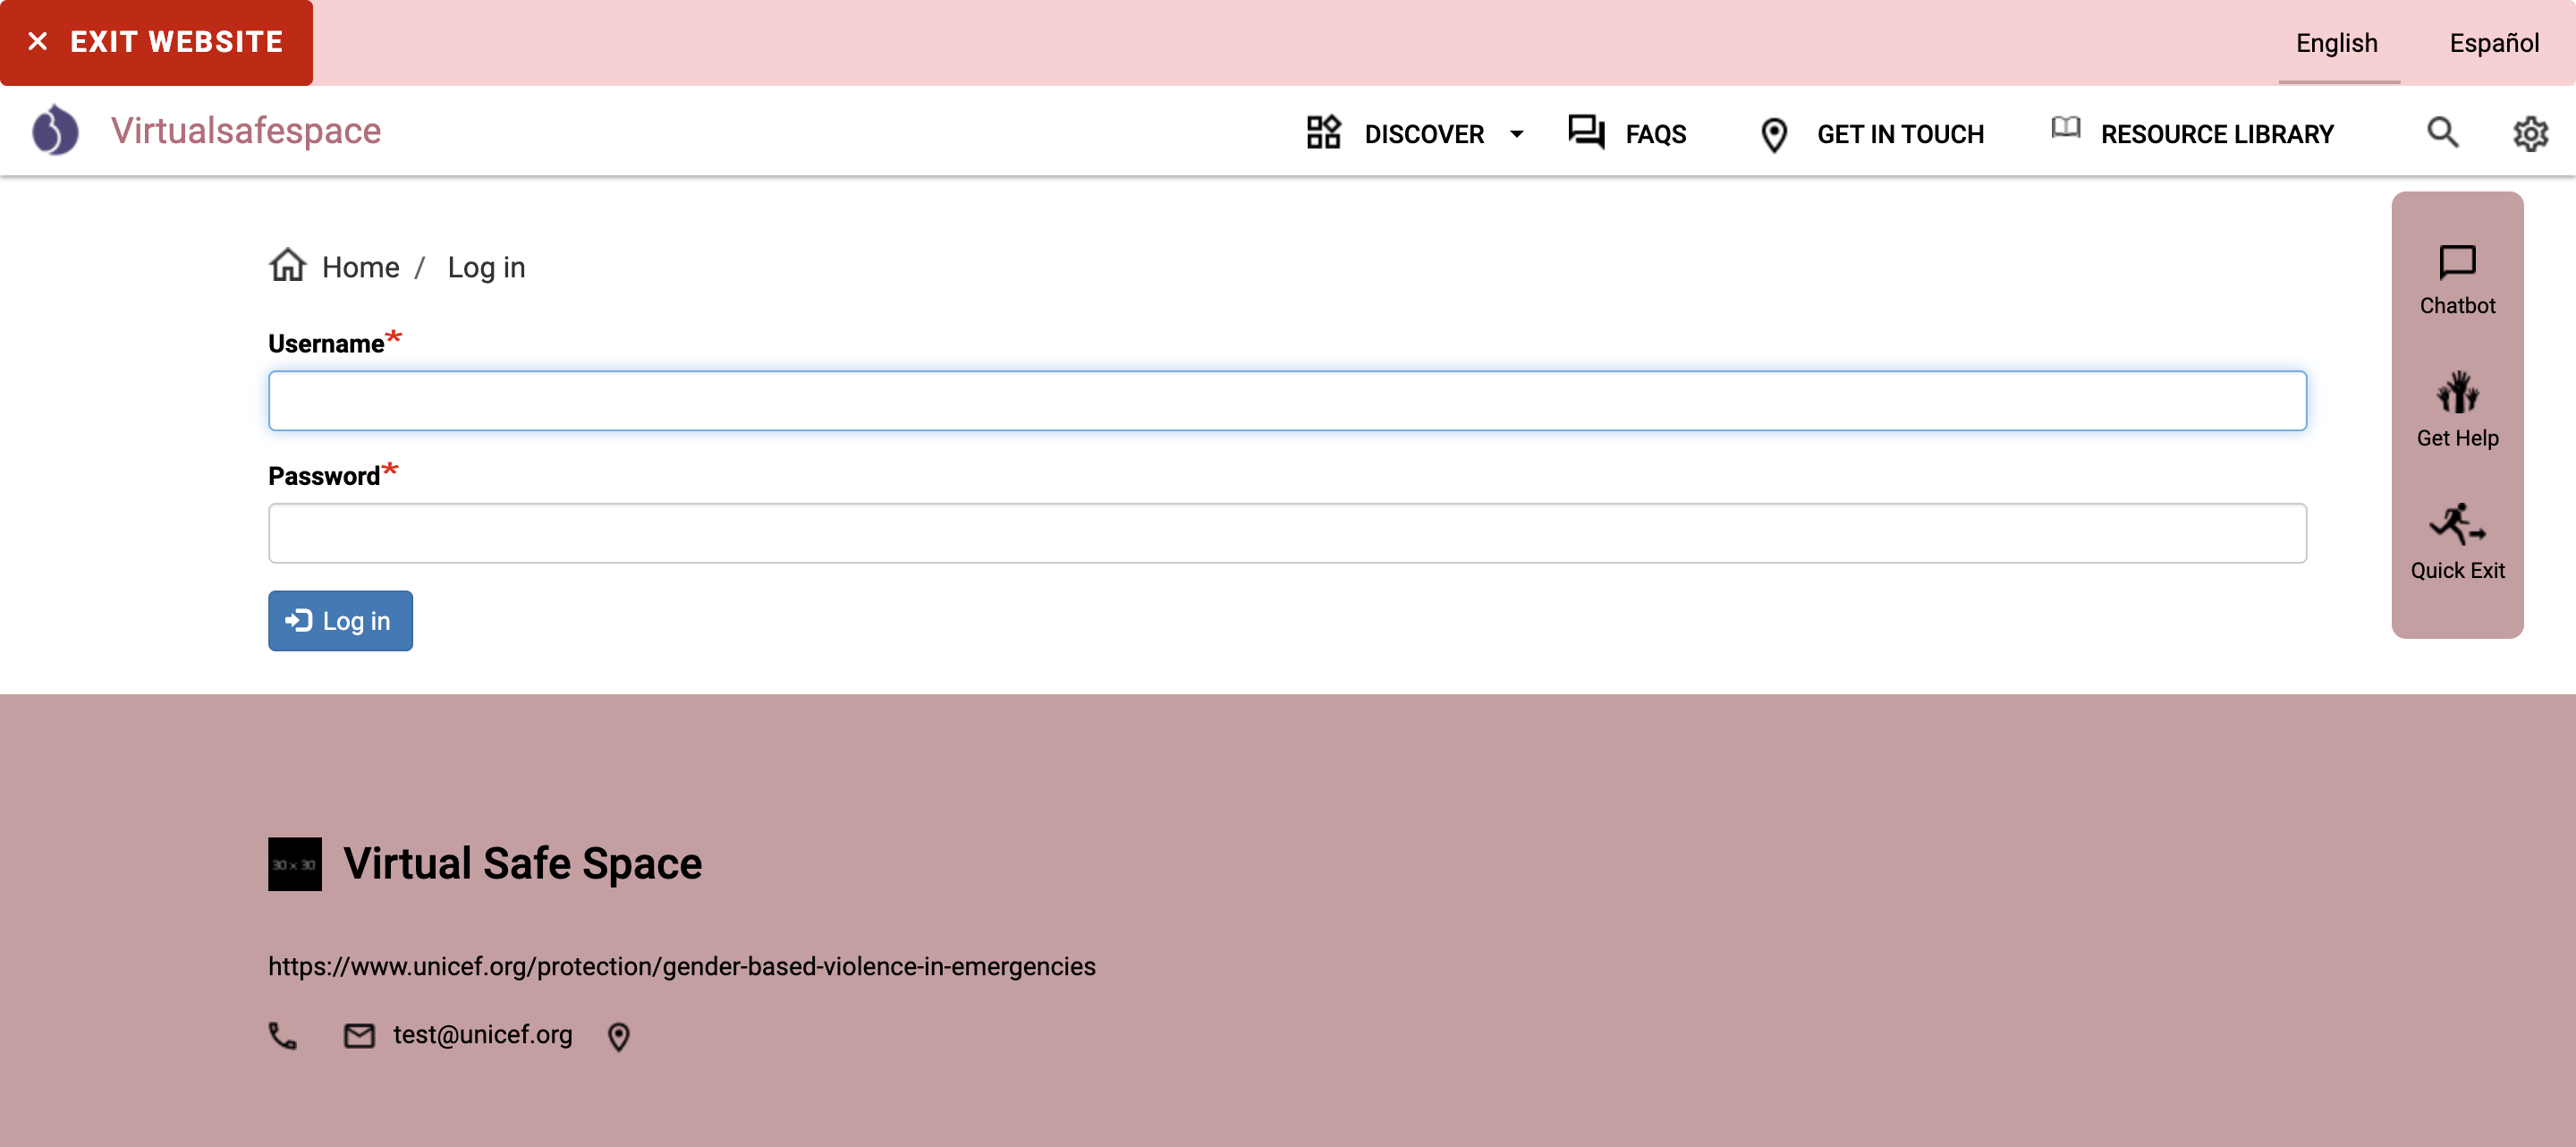 EXIT WEBSITE
English Español
Virtualsafespace
DISCOVER FAQS GET IN TOUCH RESOURCE LIBRARY
Home / Log in
Username*
Password*
Log in
Chatbot
Get Help
Quick Exit
30 × 30
Virtual Safe Space
https://www.unicef.org/protection/gender-based-violence-in-emergencies
test@unicef.org